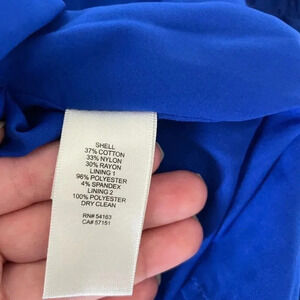 SHELL
37% COTTON
33% NYLON
30% RAYON
LINING 1
96% POLYESTER
4% SPANDEX
LINING 2
100% POLYESTER
DRY CLEAN
RN# 54163
CA# 57151